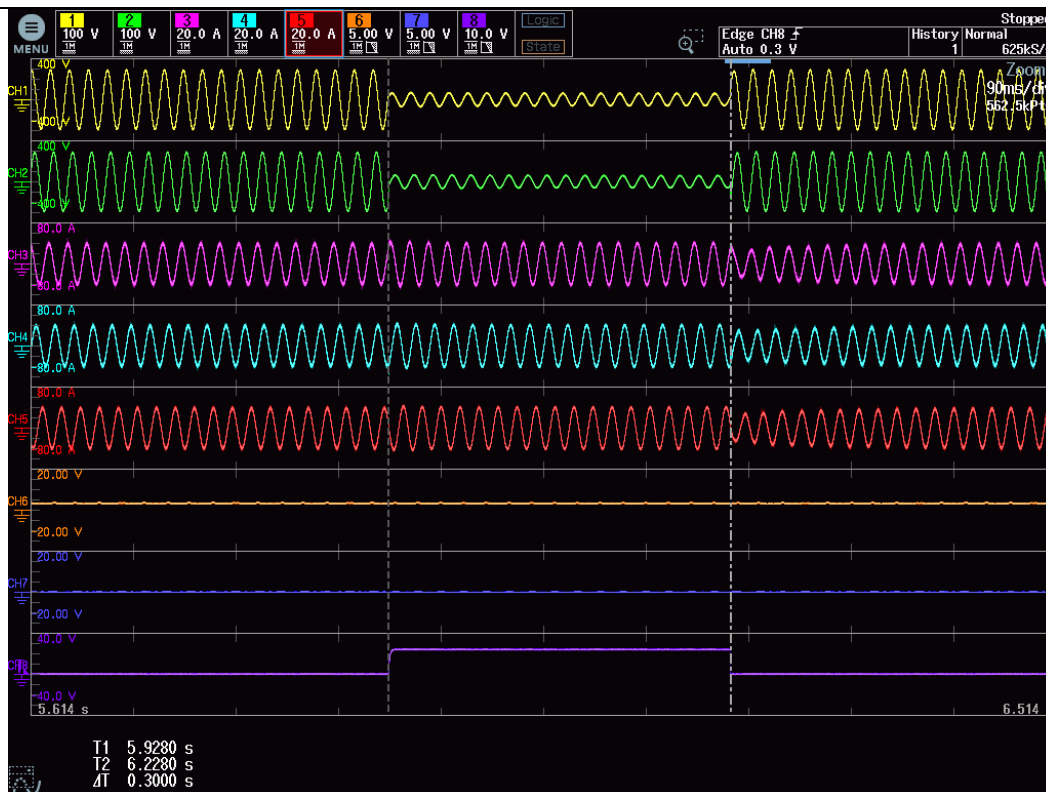 MENU
1 100 V 1M
2 100 V 1M
3 20.0 A 1M
4 20.0 A 1M
5 20.0 A 1M
6 5.00 V 1M
7 5.00 V 1M
8 10.0 V 1M
Logic
State
Edge CH8
Auto 0.3 V
Stopped
History Normal
1 625kS/
Zoom
90ms/div
562.5kPt
400 V
CH1
400 V
CH2
80.0 A
CH3
80.0 A
CH4
-80.0 A
80.0 A
CH5
20.00 V
CH6
-20.00 V
20.00 V
CH7
-20.00 V
40.0 V
CH8
-40.0 V
5.614 s
6.514
T1 5.9280 s
T2 6.2280 s
ΔT 0.3000 s